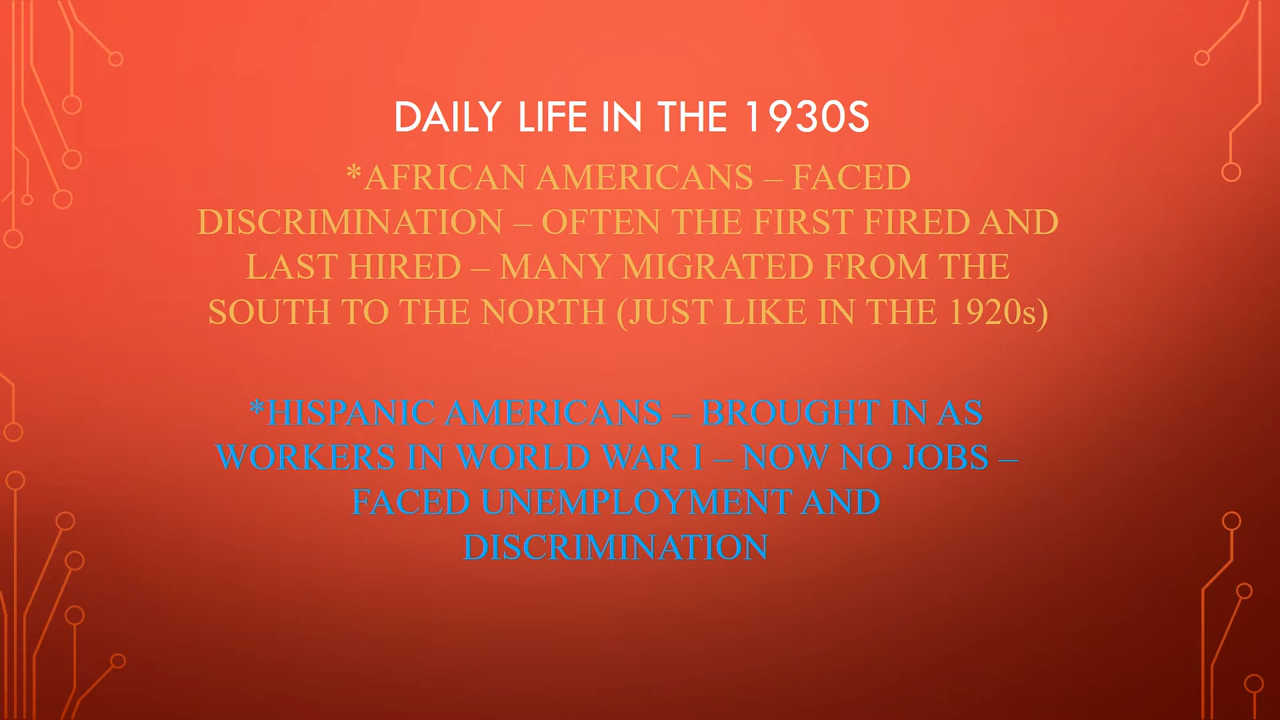 DAILY LIFE IN THE 1930S
*AFRICAN AMERICANS – FACED
DISCRIMINATION – OFTEN THE FIRST FIRED AND
LAST HIRED – MANY MIGRATED FROM THE
SOUTH TO THE NORTH (JUST LIKE IN THE 1920s)
*HISPANIC AMERICANS – BROUGHT IN AS
WORKERS IN WORLD WAR I – NOW NO JOBS –
FACED UNEMPLOYMENT AND
DISCRIMINATION